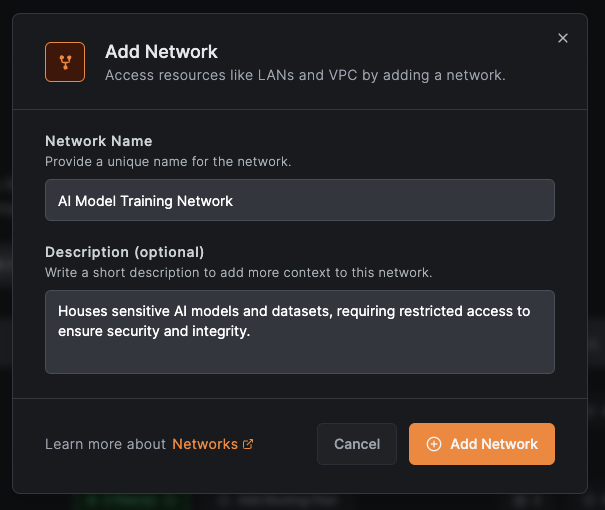 Add Network
Access resources like LANs and VPC by adding a network.
Network Name
Provide a unique name for the network.
AI Model Training Network
Description (optional)
Write a short description to add more context to this network.
Houses sensitive AI models and datasets, requiring restricted access to
ensure security and integrity.
Learn more about Networks
Cancel
Add Network